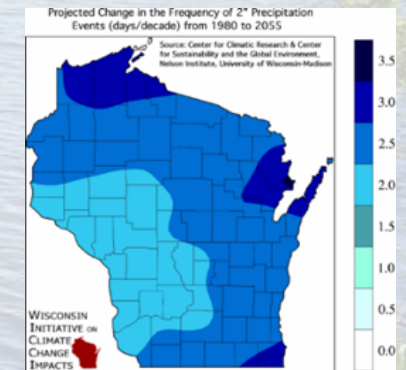 Projected Change in the Frequency of 2" Precipitation
Events (days/decade) from 1980 to 2055
Source: Center for Climatic Research & Center
for Sustainability and the Global Environment,
Nelson Institute, University of Wisconsin-Madison
3.5
3.0
2.5
2.0
1.5
1.0
0.5
0.0
WISCONSIN
INITIATIVE ON
CLIMATE
CHANGE
IMPACTS